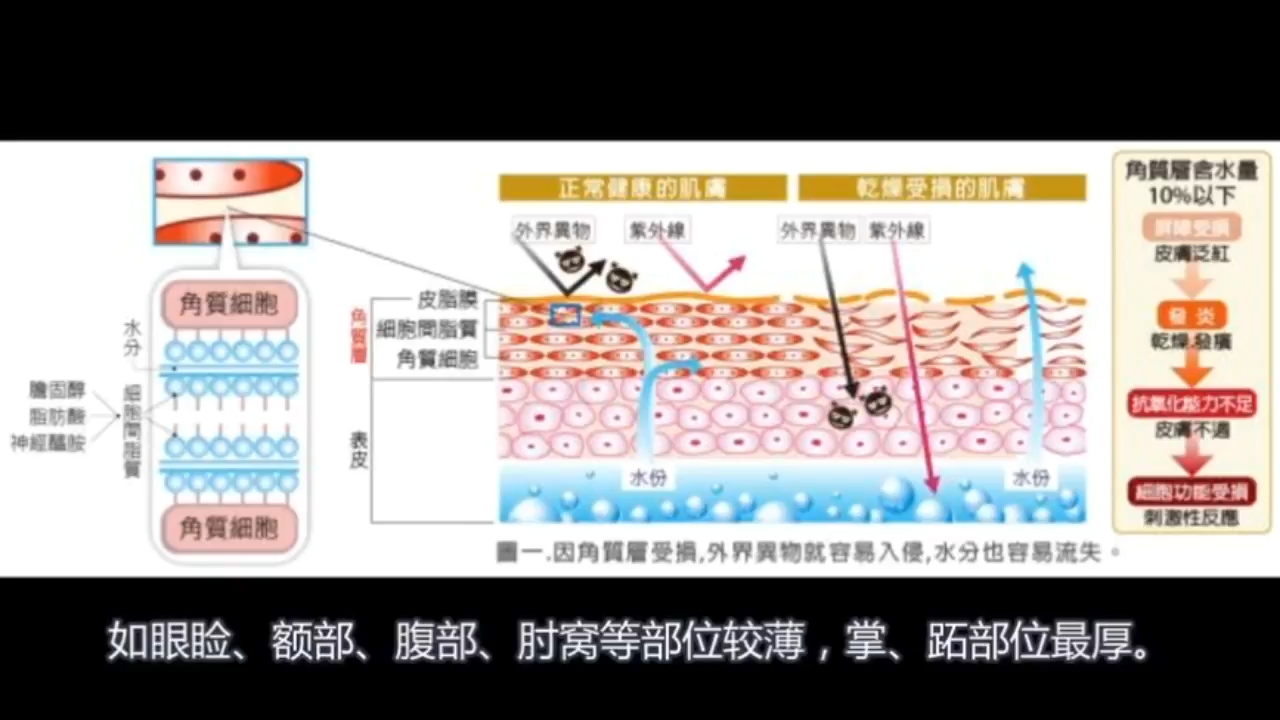 正常健康的肌膚
乾燥受損的肌膚
外界異物
紫外線
外界異物
紫外線
角質細胞
水分
膽固醇
脂肪酸
神經醯胺
細胞間脂質
角質細胞
皮脂膜
細胞間脂質
角質細胞
角質層
表皮
水份
水份
圖一.因角質層受損,外界異物就容易入侵,水分也容易流失。
角質層含水量
10%以下
屏障受損
皮膚泛紅
發炎
乾燥.發癢
抗氧化能力不足
皮膚不適
細胞功能受損
刺激性反應
如眼睑、额部、腹部、肘窝等部位较薄，掌、跖部位最厚。